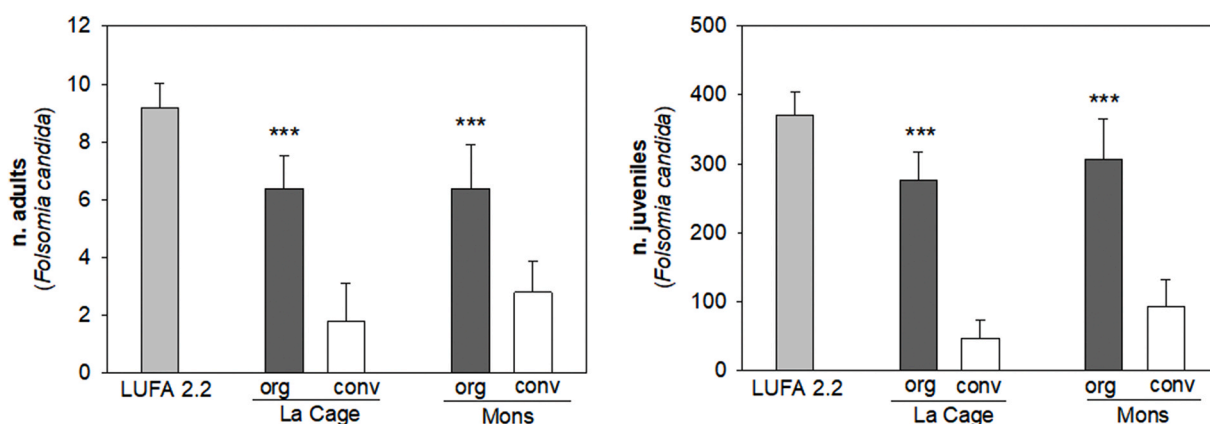 n. adults
(Folsomia candida)
12
10
8
6
4
2
0
***
***
LUFA 2.2
org
conv
org
conv
La Cage
Mons
n. juveniles
(Folsomia candida)
500
400
300
200
100
0
***
***
LUFA 2.2
org
conv
org
conv
La Cage
Mons